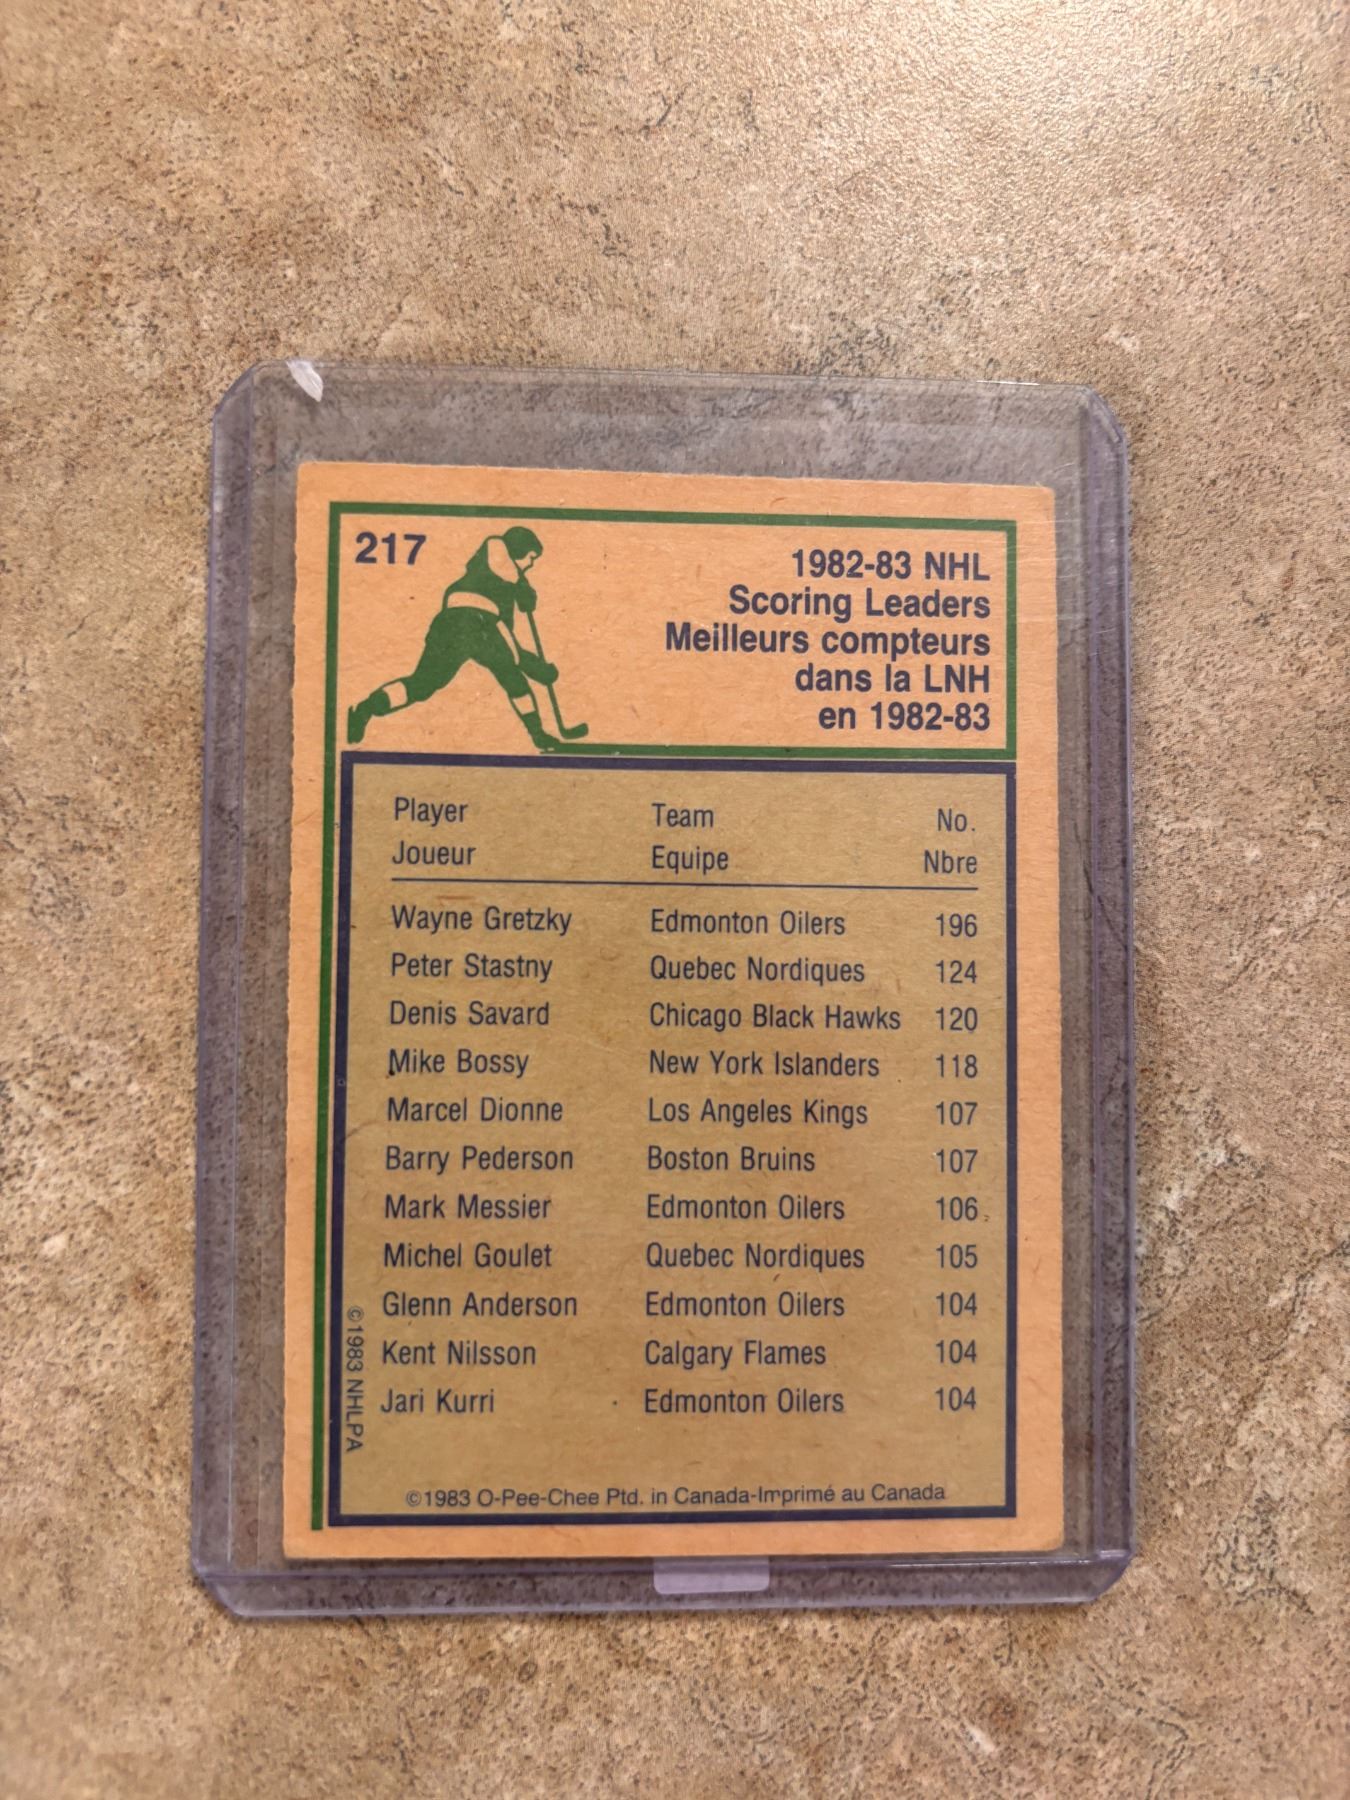 217
1982-83 NHL
Scoring Leaders
Meilleurs compteurs
dans la LNH
en 1982-83
Player Team No.
Joueur Equipe Nbre
Wayne Gretzky Edmonton Oilers 196
Peter Stastny Quebec Nordiques 124
Denis Savard Chicago Black Hawks 120
Mike Bossy New York Islanders 118
Marcel Dionne Los Angeles Kings 107
Barry Pederson Boston Bruins 107
Mark Messier Edmonton Oilers 106
Michel Goulet Quebec Nordiques 105
Glenn Anderson Edmonton Oilers 104
Kent Nilsson Calgary Flames 104
Jari Kurri Edmonton Oilers 104
©1983 NHLPA
©1983 O-Pee-Chee Ptd. in Canada-Imprimé au Canada